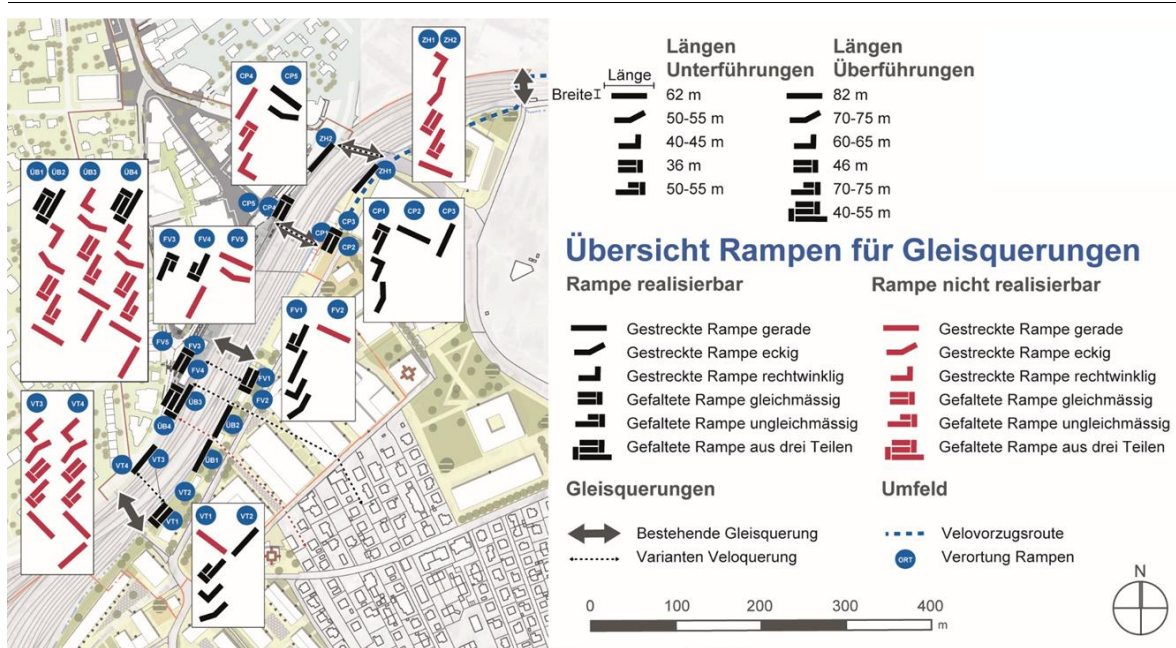 CP4 CP5
ZH1 ZH2
ZH2
ZH1
ÜB1 ÜB2 ÜB3 ÜB4
CP5
CP4
CP1
CP3
CP2
CP1 CP2 CP3
FV3 FV4 FV5
FV1 FV2
FV5
FV3
FV4
FV1
FV2
ÜB3
ÜB4
ÜB2
ÜB1
VT3 VT4
VT4
VT3
VT2
VT1
VT1 VT2
Längen
Unterführungen
Längen
Überführungen
Länge
Breite
62 m
50-55 m
40-45 m
36 m
50-55 m
82 m
70-75 m
60-65 m
46 m
70-75 m
40-55 m
Übersicht Rampen für Gleisquerungen
Rampe realisierbar
Gestreckte Rampe gerade
Gestreckte Rampe eckig
Gestreckte Rampe rechtwinklig
Gefaltete Rampe gleichmässig
Gefaltete Rampe ungleichmässig
Gefaltete Rampe aus drei Teilen
Rampe nicht realisierbar
Gestreckte Rampe gerade
Gestreckte Rampe eckig
Gestreckte Rampe rechtwinklig
Gefaltete Rampe gleichmässig
Gefaltete Rampe ungleichmässig
Gefaltete Rampe aus drei Teilen
Gleisquerungen
Bestehende Gleisquerung
Varianten Veloquerung
Umfeld
Velovorzugsroute
ORT Verortung Rampen
0 100 200 300 400
m
N